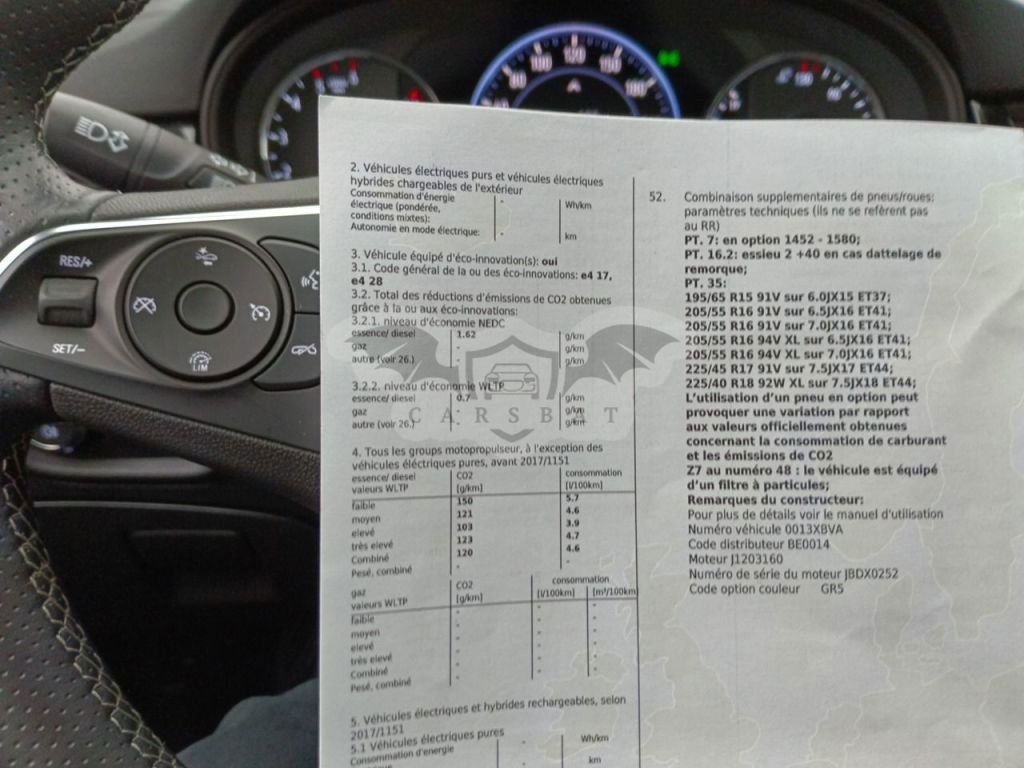 RES/+
SET/-
LIM
80 100 120 180
2. Véhicules électriques purs et véhicules électriques
hybrides chargeables de l'extérieur
Consommation d'énergie
électrique (pondérée,
conditions mixtes): - Wh/km
Autonomie en mode électrique: - km
3. Véhicule équipé d'éco-innovation(s): oui
3.1. Code général de la ou des éco-innovations: e4 17,
e4 28
3.2. Total des réductions d'émissions de CO2 obtenues
grâce à la ou aux éco-innovations:
3.2.1. niveau d'économie NEDC
essence/ diesel 1.62 g/km
gaz - g/km
autre (voir 26.) - g/km
3.2.2. niveau d'économie WLTP
essence/ diesel 0.7 g/km
gaz - g/km
autre (voir 26.) - g/km
4. Tous les groups motopropulseur, à l'exception des
véhicules éléctriques pures, avant 2017/1151
essence/ diesel CO2 consommation
valeurs WLTP [g/km] [l/100km]
faible 150 5.7
moyen 121 4.6
elevé 103 3.9
très elevé 123 4.7
Combiné 120 4.6
Pesé, combiné - -
gaz CO2 consommation
valeurs WLTP [g/km] [l/100km] [m³/100km]
faible - - -
moyen - - -
elevé - - -
très elevé - - -
Combiné - - -
Pesé, combiné - - -
5. Véhicules électriques et hybrides rechargeables, selon
2017/1151
5.1 Véhicules électriques pures
Consommation d'energie - Wh/km
- km
52. Combinaison supplementaires de pneus/roues:
paramètres techniques (ils ne se refèrent pas
au RR)
PT. 7: en option 1452 - 1580;
PT. 16.2: essieu 2 +40 en cas dattelage de
remorque;
PT. 35:
195/65 R15 91V sur 6.0JX15 ET37;
205/55 R16 91V sur 6.5JX16 ET41;
205/55 R16 91V sur 7.0JX16 ET41;
205/55 R16 94V XL sur 6.5JX16 ET41;
205/55 R16 94V XL sur 7.0JX16 ET41;
225/45 R17 91V sur 7.5JX17 ET44;
225/40 R18 92W XL sur 7.5JX18 ET44;
L'utilisation d'un pneu en option peut
provoquer une variation par rapport
aux valeurs officiellement obtenues
concernant la consommation de carburant
et les émissions de CO2
Z7 au numéro 48 : le véhicule est équipé
d'un filtre à particules;
Remarques du constructeur:
Pour plus de détails voir le manuel d'utilisation
Numéro véhicule 0013XBVA
Code distributeur BE0014
Moteur J1203160
Numéro de série du moteur JBDX0252
Code option couleur GR5
CARSBAT